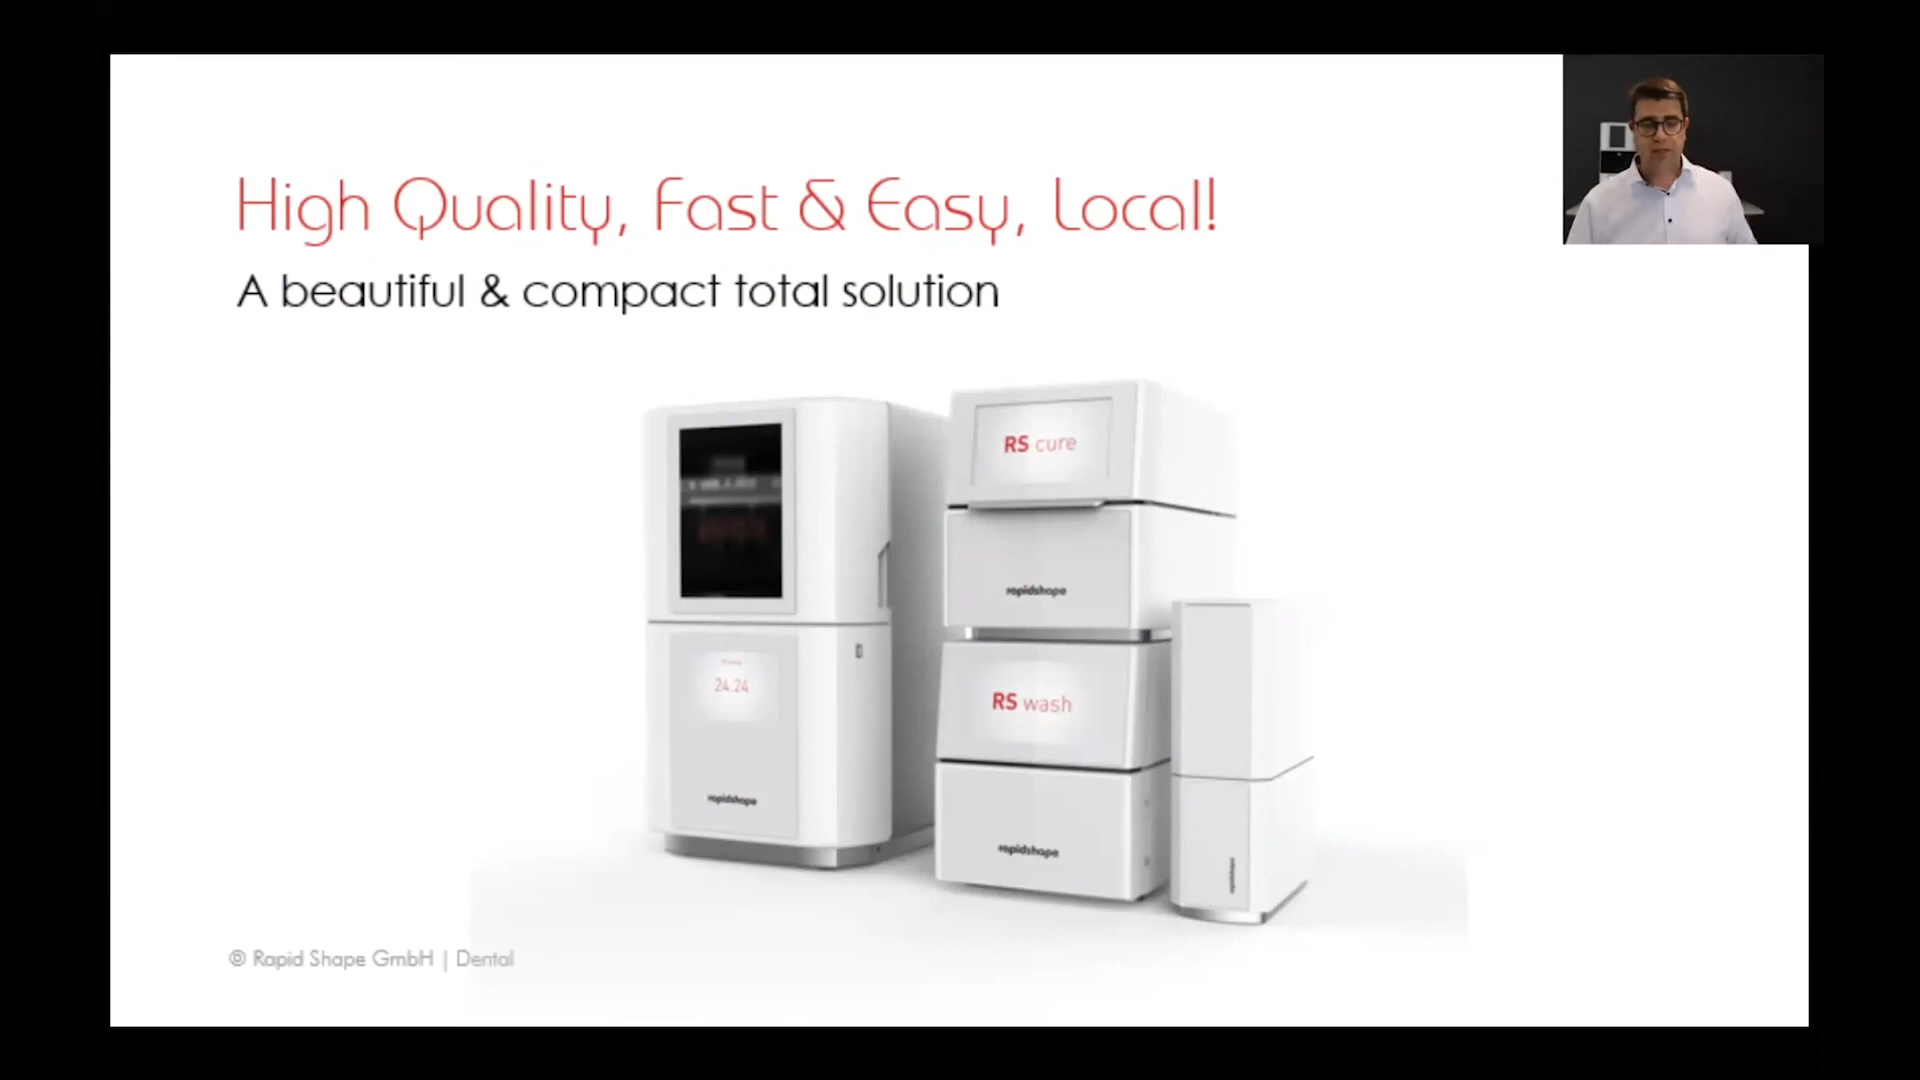 High Quality, Fast & Easy, Local!
A beautiful & compact total solution
RS cure
rapidshape
RS wash
24:24
rapidshape
rapidshape
rapidshape
© Rapid Shape GmbH | Dental